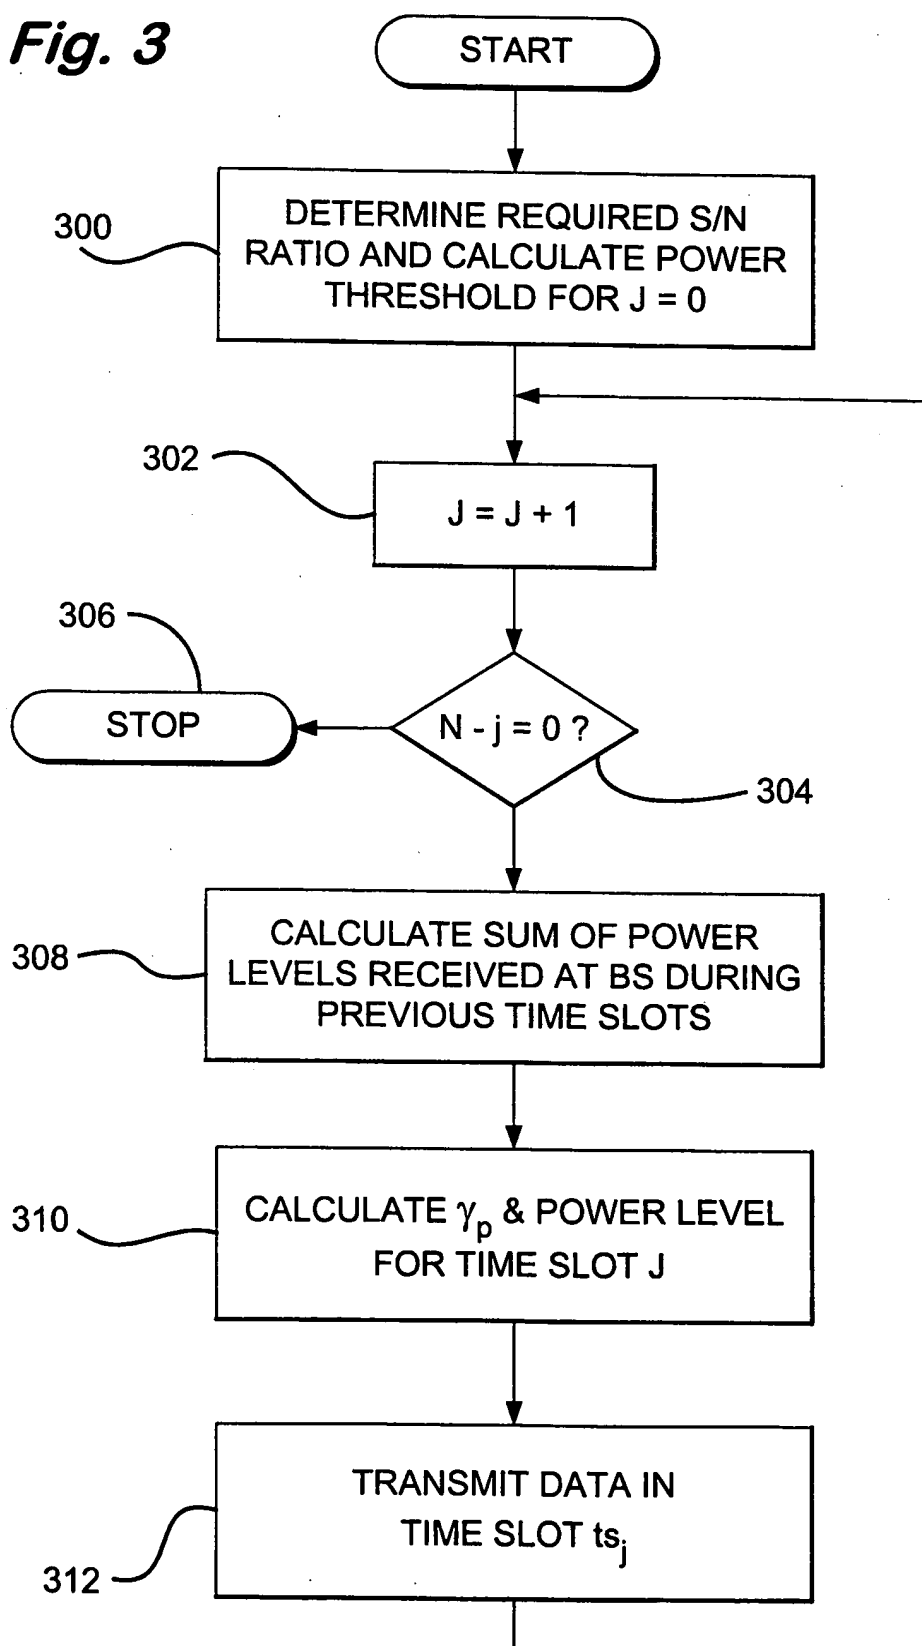 Fig. 3
START
300
DETERMINE REQUIRED S/N
RATIO AND CALCULATE POWER
THRESHOLD FOR J = 0
302
J = J + 1
306
STOP
N - j = 0 ?
304
308
CALCULATE SUM OF POWER
LEVELS RECEIVED AT BS DURING
PREVIOUS TIME SLOTS
310
CALCULATE γp & POWER LEVEL
FOR TIME SLOT J
TRANSMIT DATA IN
TIME SLOT tsj
312